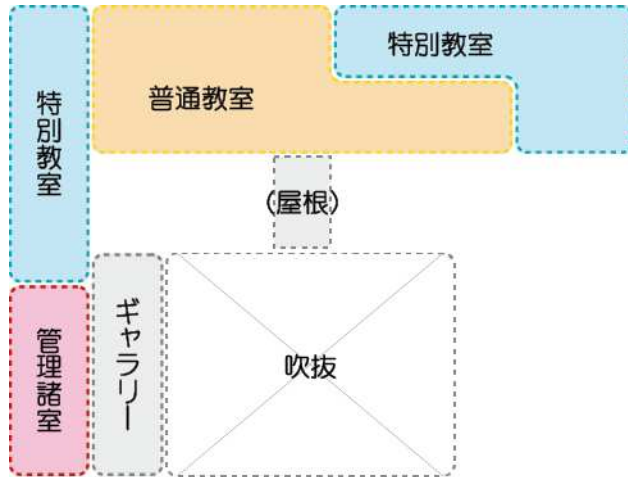 特別教室
普通教室
特別教室
(屋根)
管理諸室
ギャラリー
吹抜